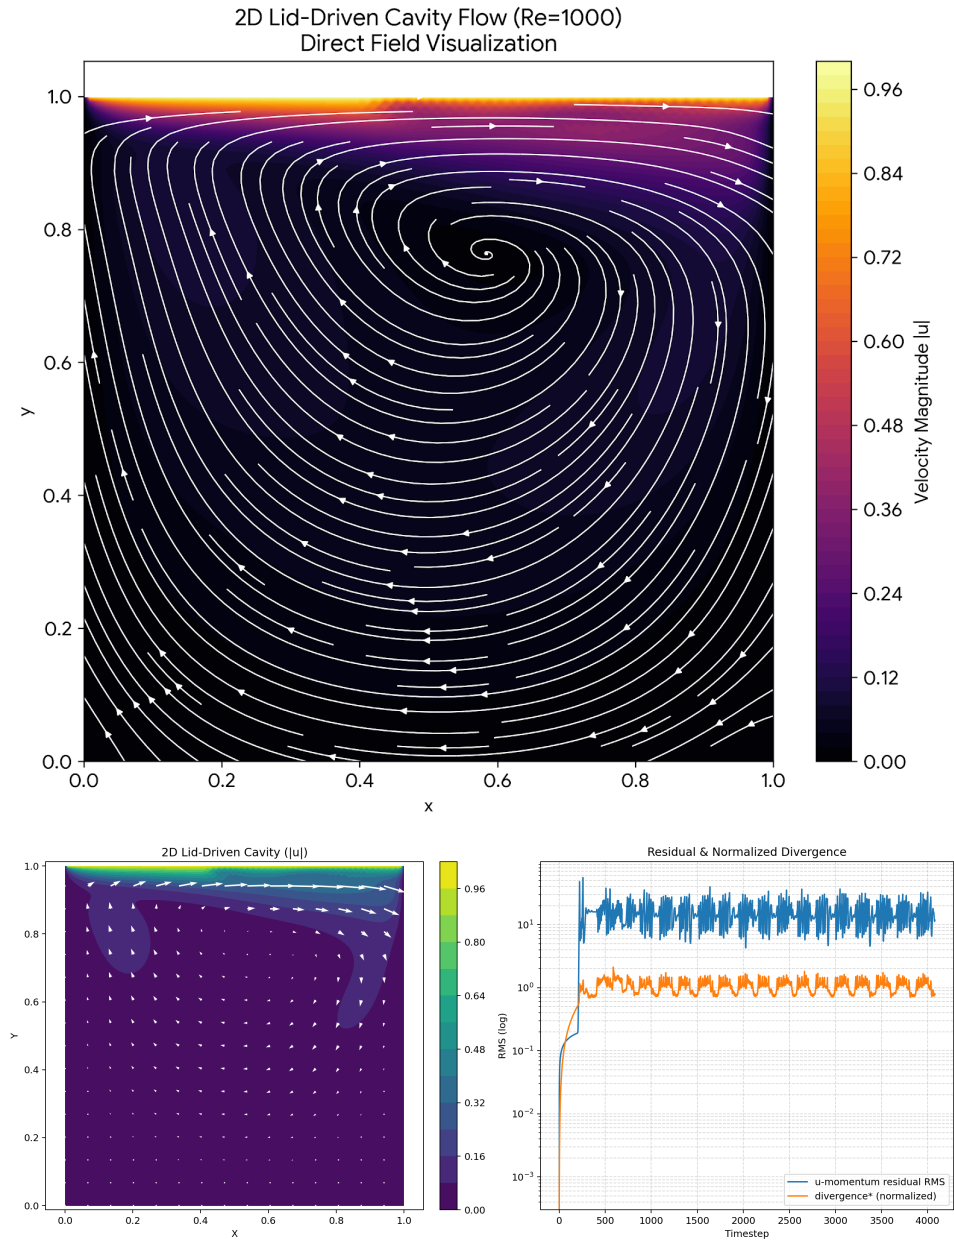 2D Lid-Driven Cavity Flow (Re=1000)
Direct Field Visualization
1.0
0.8
0.6
0.4
0.2
0.0
y
0.0 0.2 0.4 0.6 0.8 1.0
x
0.96
0.84
0.72
0.60
0.48
0.36
0.24
0.12
0.00
Velocity Magnitude |u|
2D Lid-Driven Cavity (|u|)
1.0
0.8
0.6
0.4
0.2
0.0
Y
0.0 0.2 0.4 0.6 0.8 1.0
X
0.96
0.80
0.64
0.48
0.32
0.16
0.00
Residual & Normalized Divergence
10¹
10⁰
10⁻¹
10⁻²
10⁻³
RMS (log)
u-momentum residual RMS
divergence* (normalized)
0 500 1000 1500 2000 2500 3000 3500 4000
Timestep